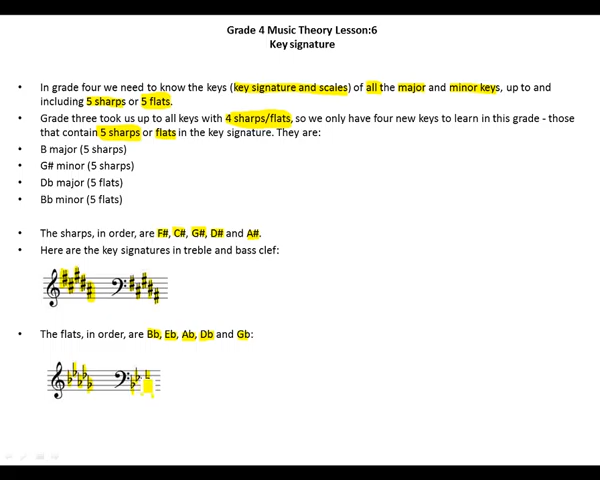 Grade 4 Music Theory Lesson:6
Key signature
• In grade four we need to know the keys (key signature and scales) of all the major and minor keys, up to and
including 5 sharps or 5 flats.
• Grade three took us up to all keys with 4 sharps/flats, so we only have four new keys to learn in this grade - those
that contain 5 sharps or flats in the key signature. They are:
• B major (5 sharps)
• G# minor (5 sharps)
• Db major (5 flats)
• Bb minor (5 flats)
• The sharps, in order, are F#, C#, G#, D# and A#.
• Here are the key signatures in treble and bass clef:
• The flats, in order, are Bb, Eb, Ab, Db and Gb: